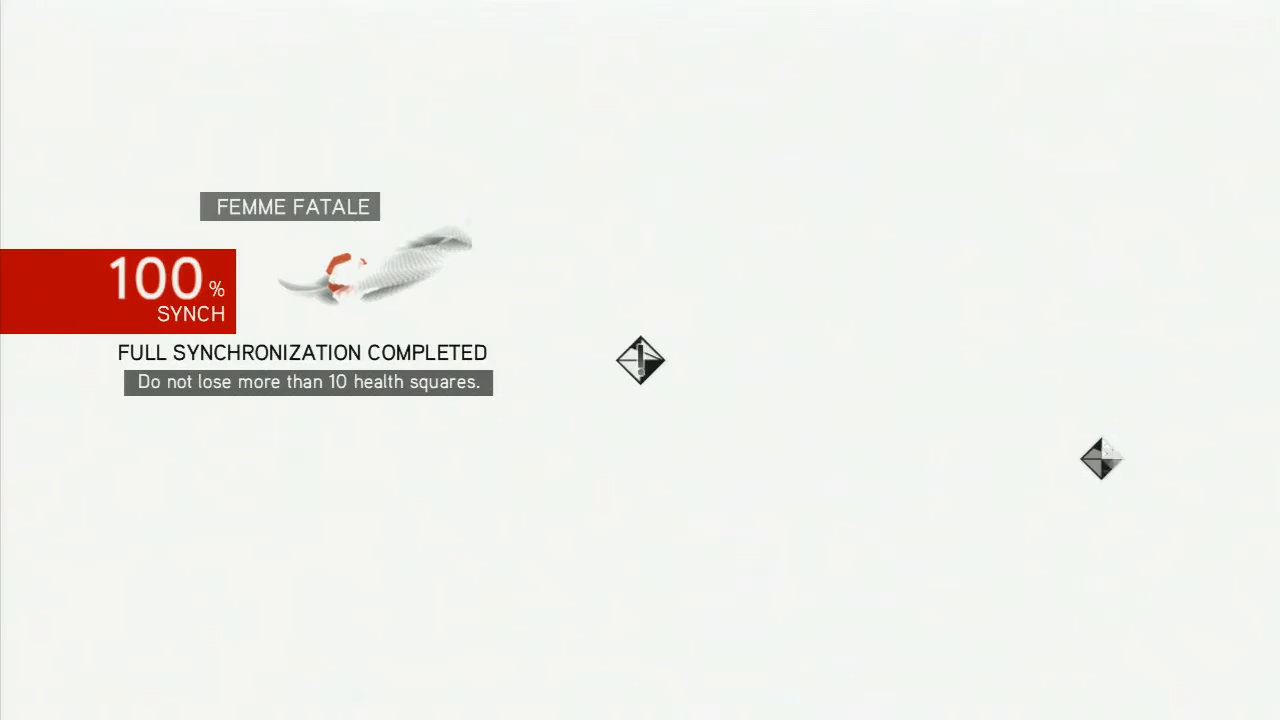 FEMME FATALE
100 %
SYNCH
FULL SYNCHRONIZATION COMPLETED
Do not lose more than 10 health squares.